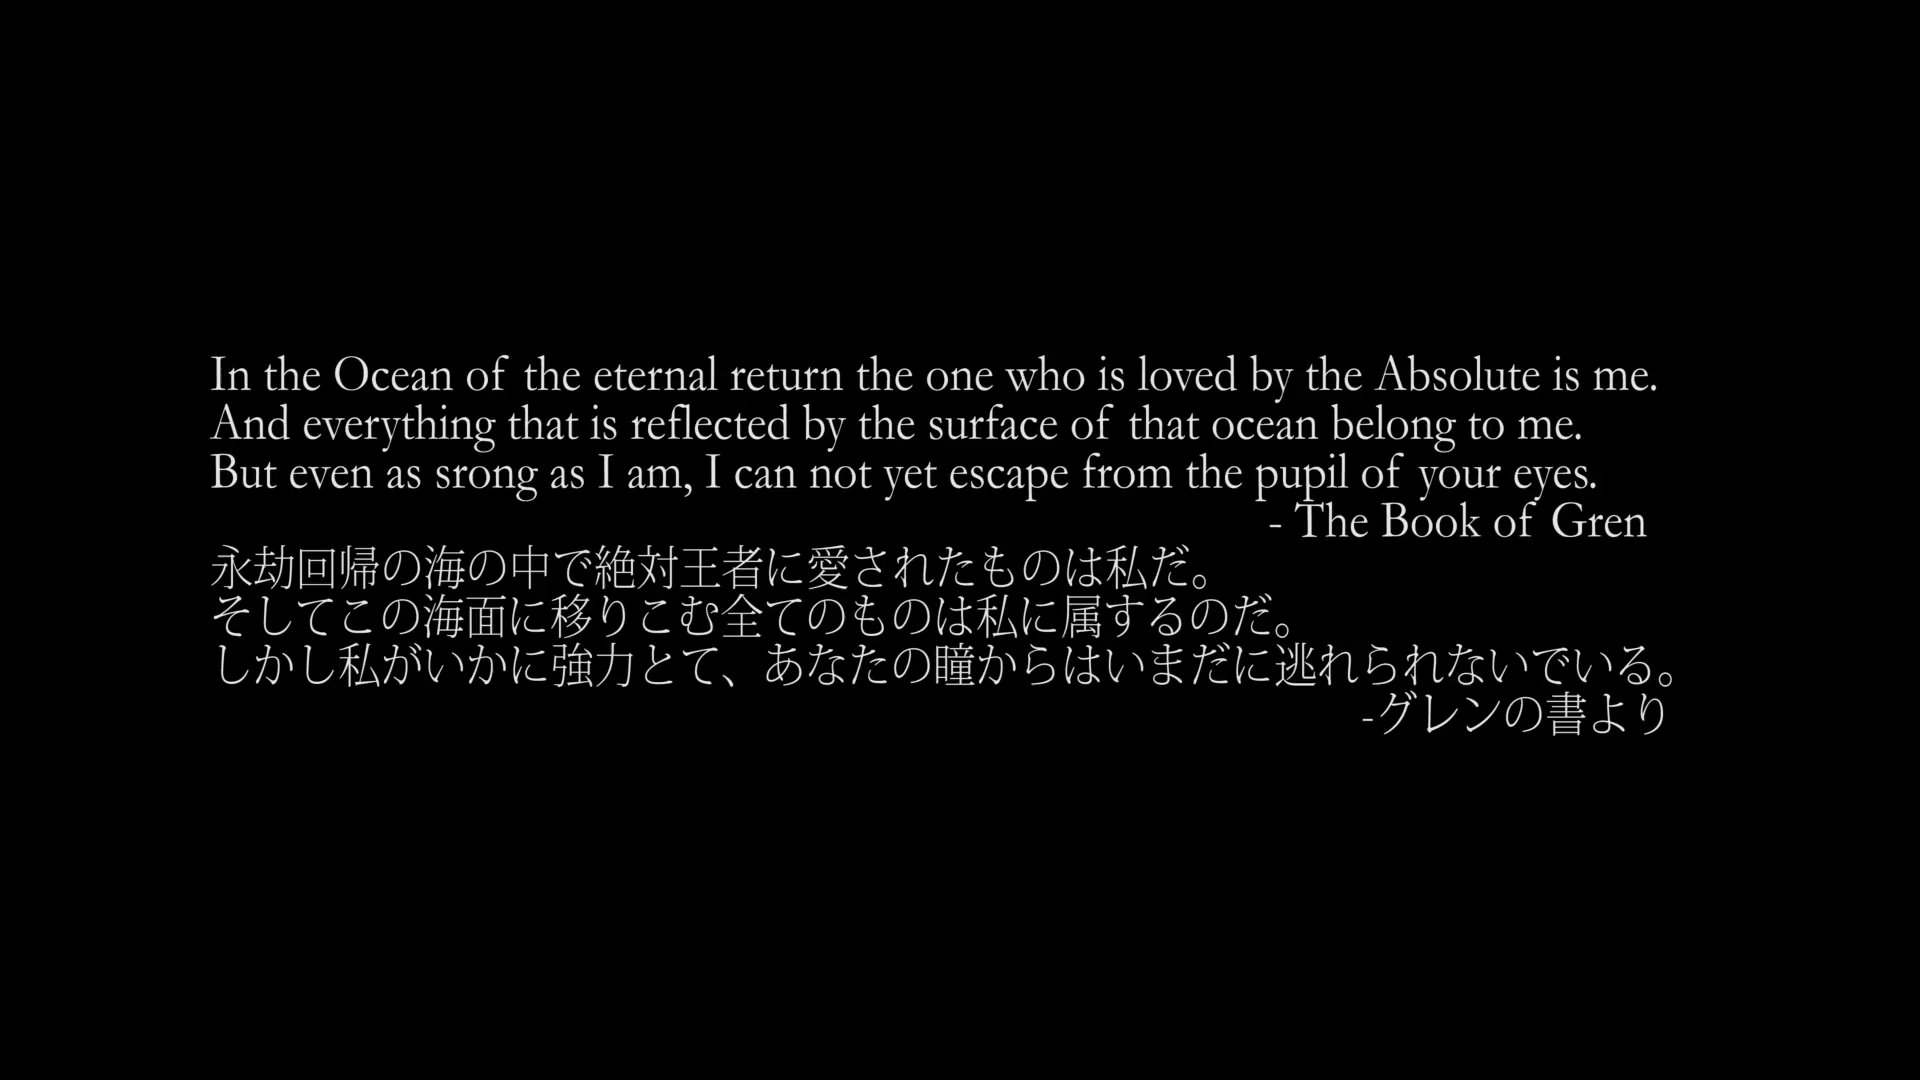 In the Ocean of the eternal return the one who is loved by the Absolute is me.
And everything that is reflected by the surface of that ocean belong to me.
But even as srong as I am, I can not yet escape from the pupil of your eyes.
- The Book of Gren
永劫回帰の海の中で絶対王者に愛されたものは私だ。
そしてこの海面に移りこむ全てのものは私に属するのだ。
しかし私がいかに強力とて、あなたの瞳からはいまだに逃れられないでいる。
-グレンの書より